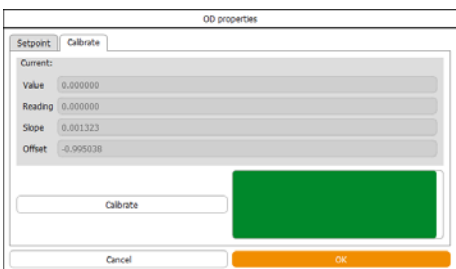 OD properties
Setpoint Calibrate
Current:
Value 0.000000
Reading 0.000000
Slope 0.001323
Offset -0.995038
Calibrate
Cancel OK